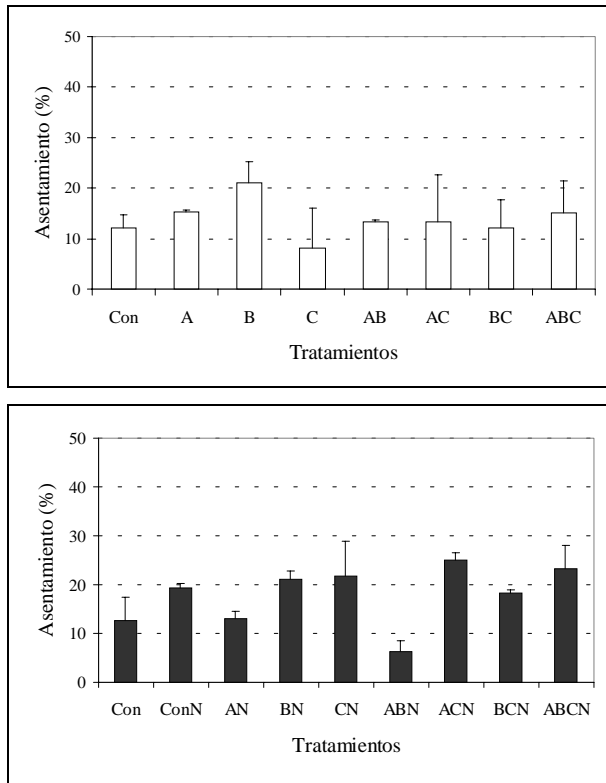 50
40
30
20
10
0
Asentamiento (%)
Con A B C AB AC BC ABC
Tratamientos
50
40
30
20
10
0
Asentamiento (%)
Con ConN AN BN CN ABN ACN BCN ABCN
Tratamientos